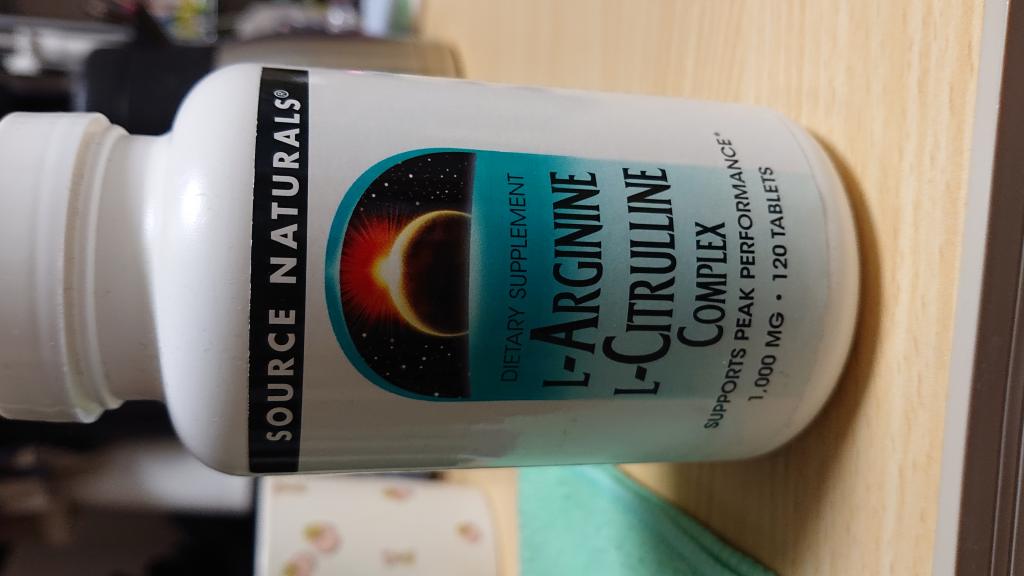 SOURCE NATURALS®
DIETARY SUPPLEMENT
L-ARGININE
L-CITRULLINE
COMPLEX
SUPPORTS PEAK PERFORMANCE*
1,000 MG • 120 TABLETS